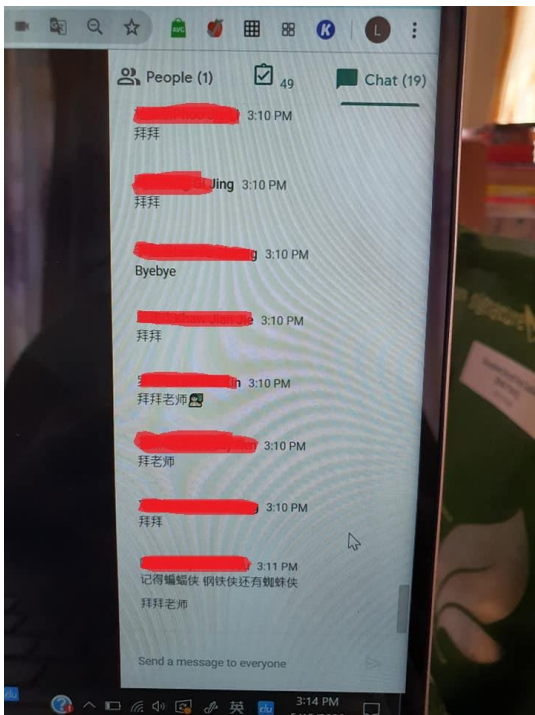 People (1)
49
Chat (19)
3:10 PM
拜拜
Jing 3:10 PM
拜拜
g 3:10 PM
Byebye
3:10 PM
拜拜
n 3:10 PM
拜拜老师
3:10 PM
拜老师
3:10 PM
拜拜
3:11 PM
记得蝙蝠侠 钢铁侠还有蜘蛛侠
拜拜老师
Send a message to everyone
英
du
3:14 PM